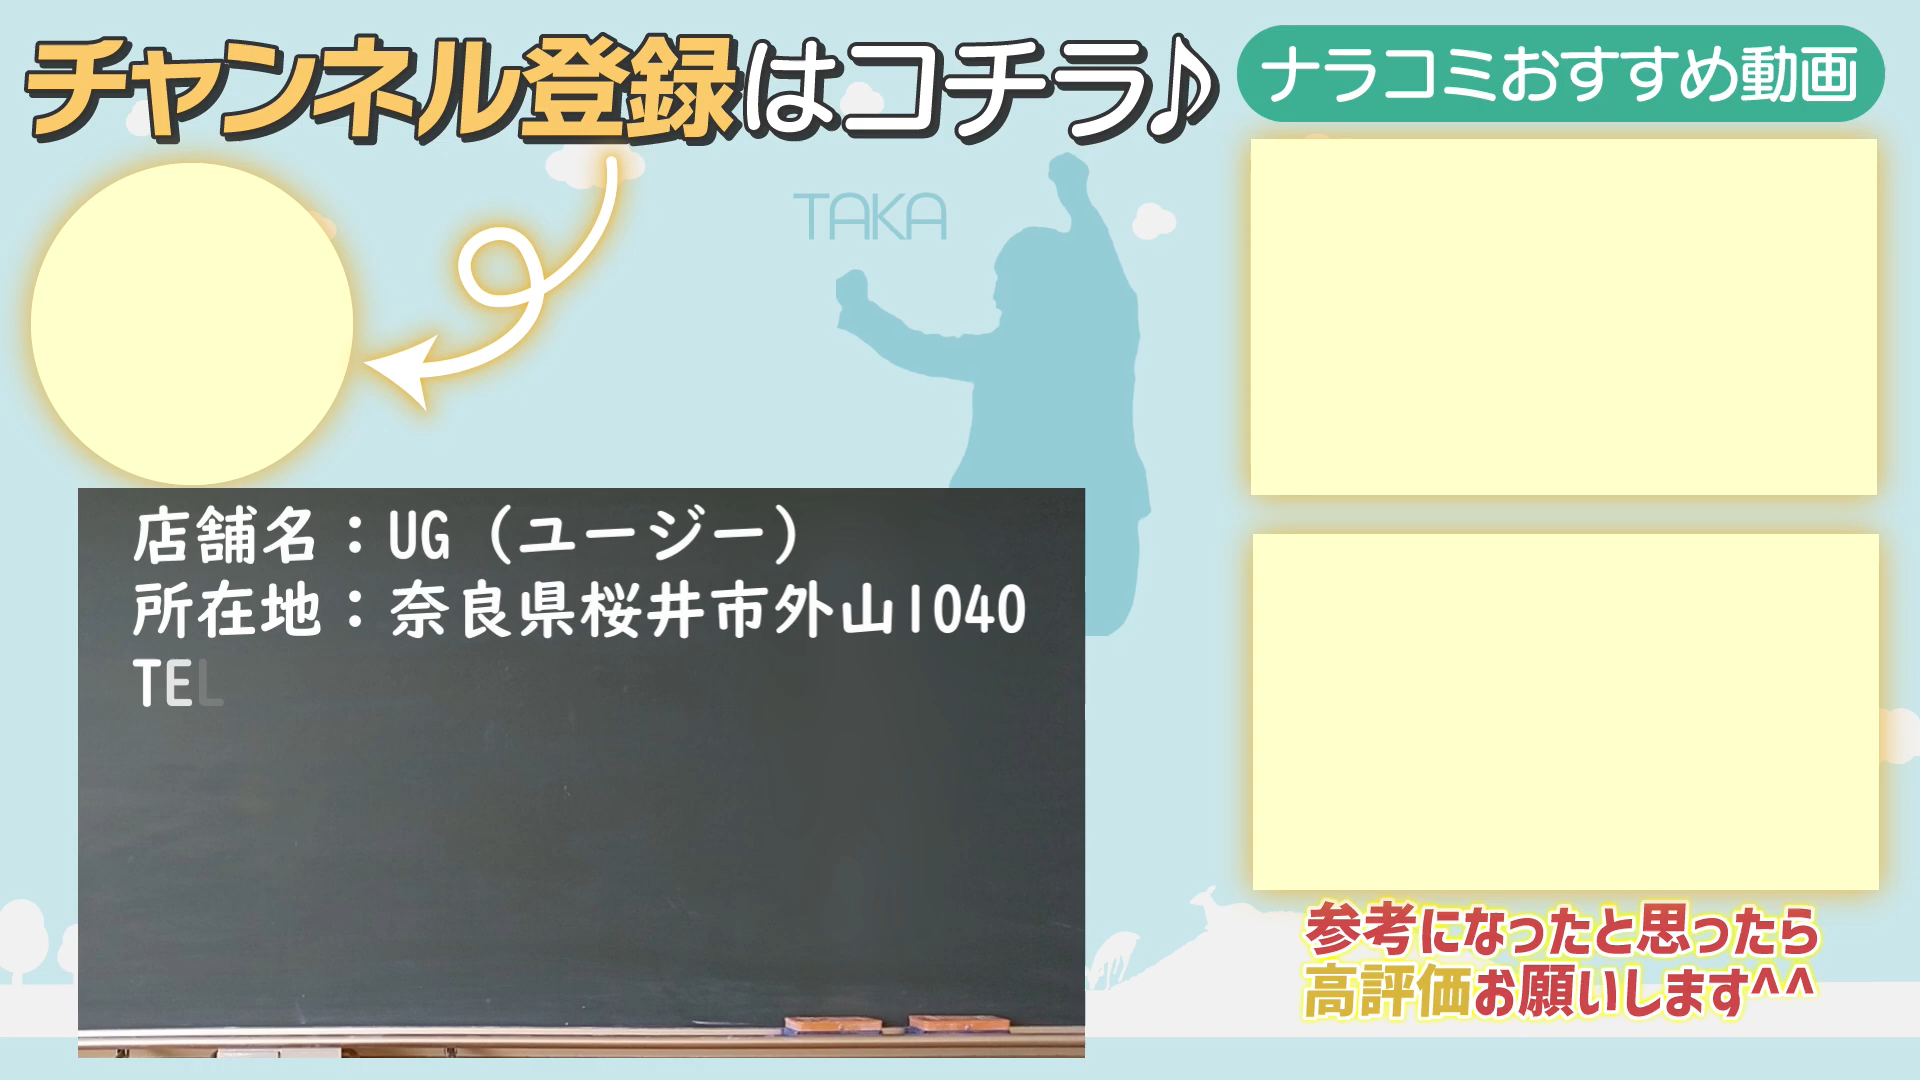 チャンネル登録はコチラ♪
ナラコミおすすめ動画
TAKA
店舗名：UG（ユージー）
所在地：奈良県桜井市外山1040
TEL
参考になったと思ったら
高評価お願いします^^